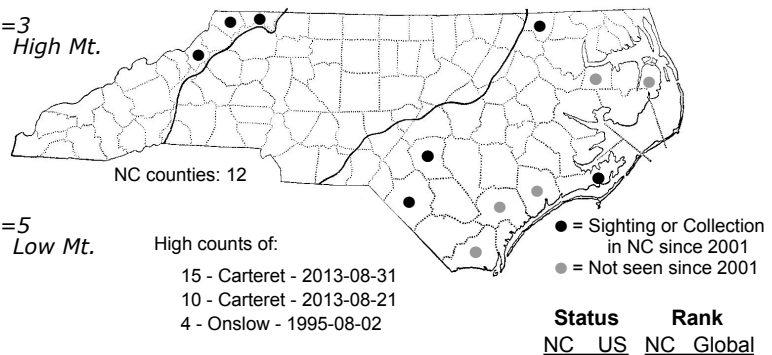 =3
High Mt.
NC counties: 12
=5
Low Mt.
High counts of:
15 - Carteret - 2013-08-31
10 - Carteret - 2013-08-21
4 - Onslow - 1995-08-02
= Sighting or Collection
in NC since 2001
= Not seen since 2001
Status Rank
NC US NC Global